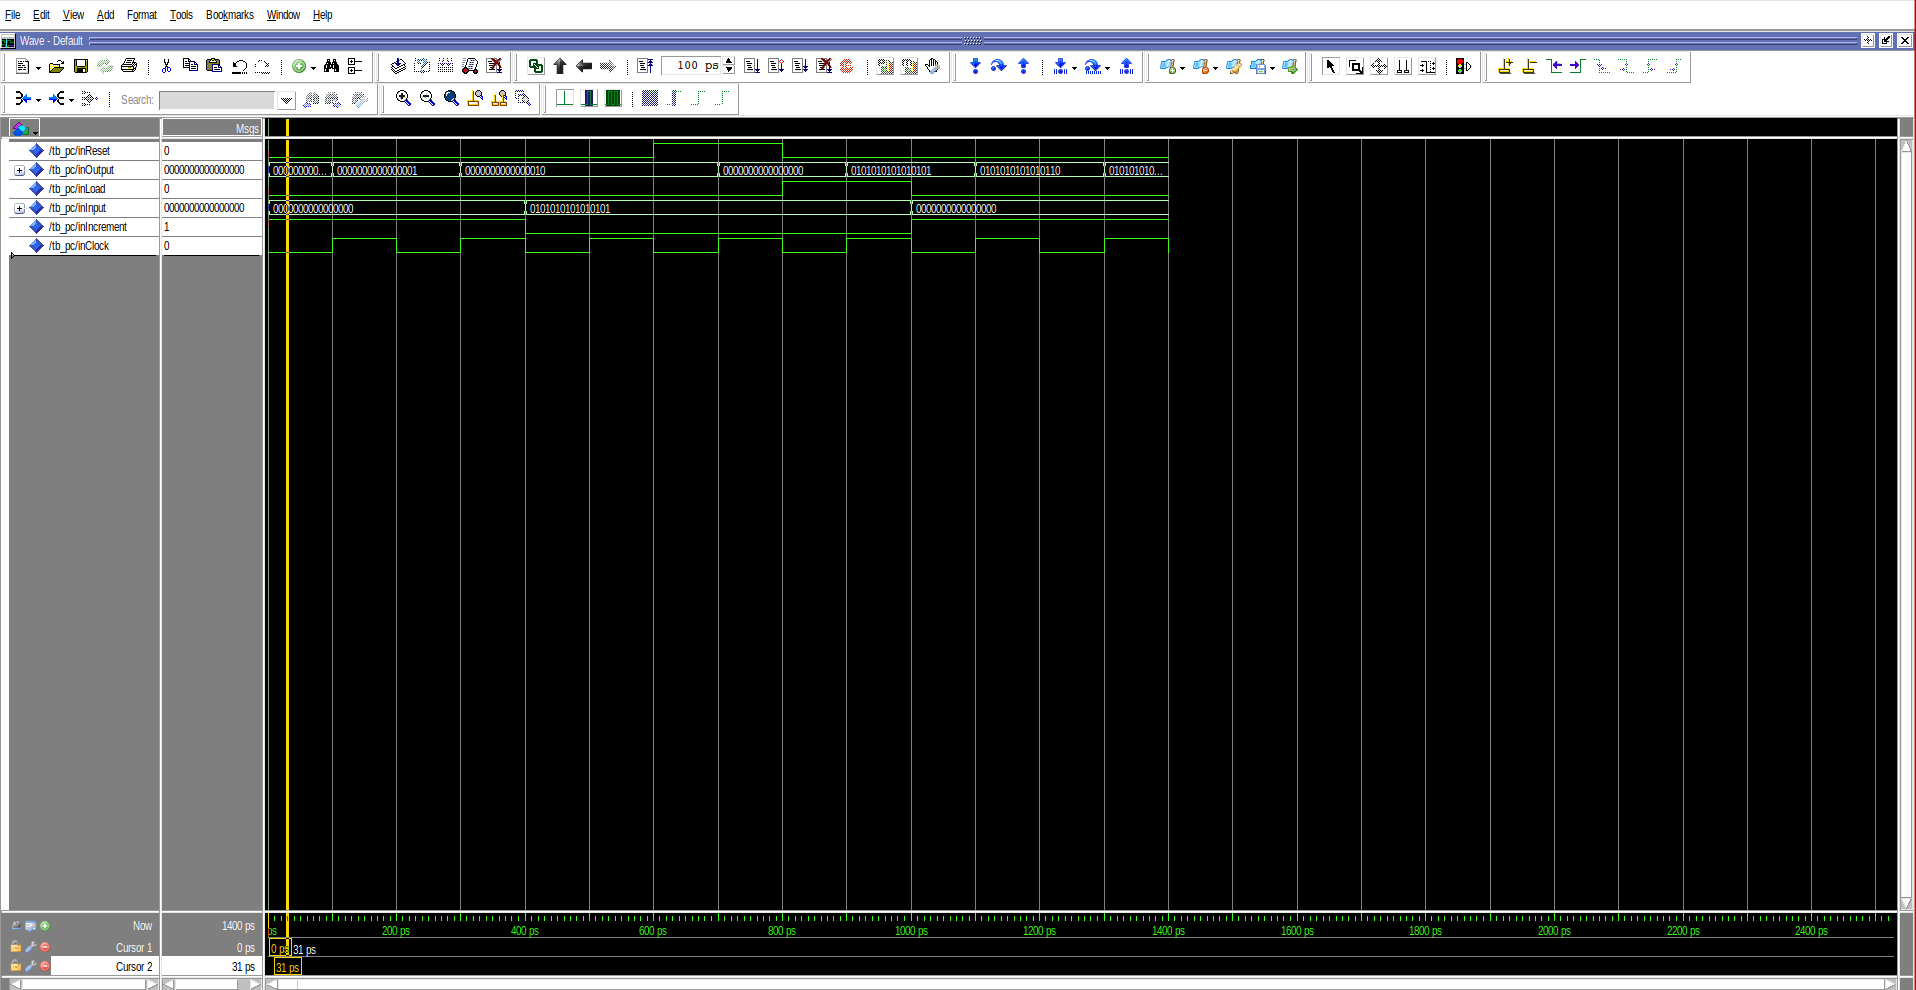 File Edit View Add Format Tools Bookmarks Window Help
Wave - Default
100 ps
Search:
Msgs
/tb_pc/inReset 0
/tb_pc/inOutput 0000000000000000 000000000... 0000000000000001 0000000000000010 0000000000000000 0101010101010101 0101010101010110 010101010...
/tb_pc/inLoad 0
/tb_pc/inInput 0000000000000000 0000000000000000 0101010101010101 0000000000000000
/tb_pc/inIncrement 1
/tb_pc/inClock 0
Now 1400 ps ps 200 ps 400 ps 600 ps 800 ps 1000 ps 1200 ps 1400 ps 1600 ps 1800 ps 2000 ps 2200 ps 2400 ps
Cursor 1 0 ps 0 ps 31 ps
Cursor 2 31 ps 31 ps